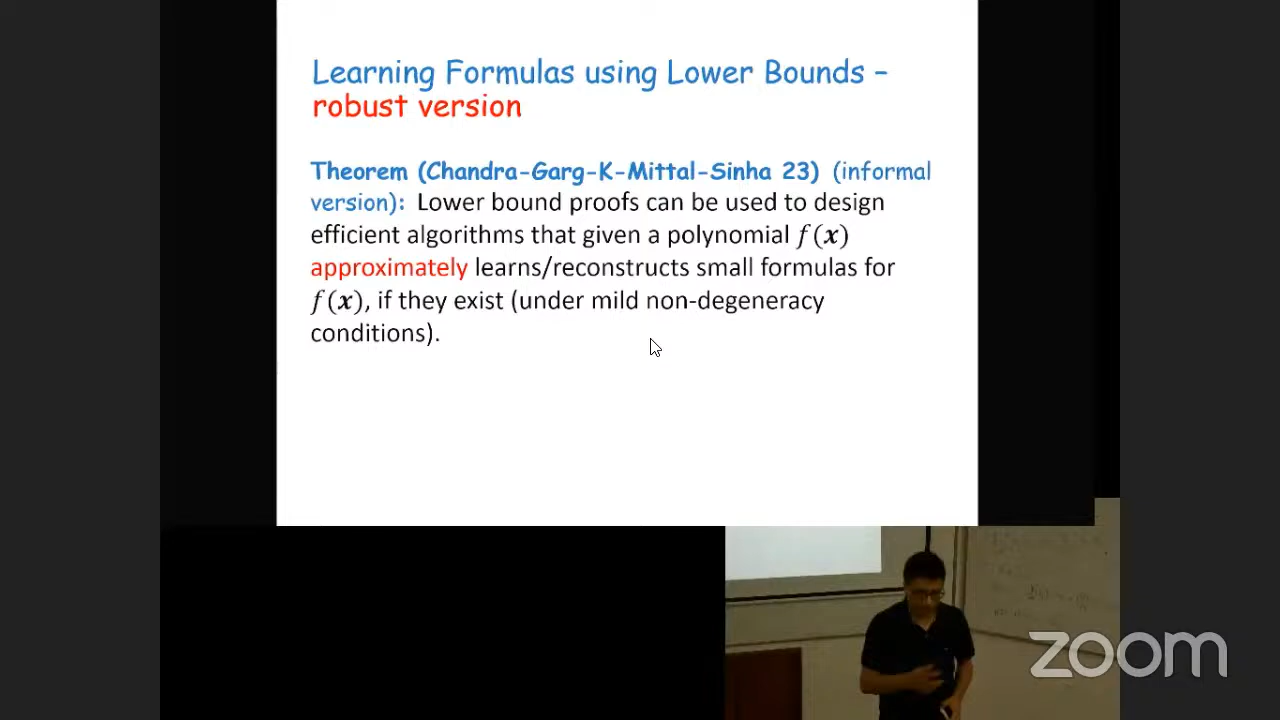 Learning Formulas using Lower Bounds –
robust version
Theorem (Chandra-Garg-K-Mittal-Sinha 23) (informal
version): Lower bound proofs can be used to design
efficient algorithms that given a polynomial f(x)
approximately learns/reconstructs small formulas for
f(x), if they exist (under mild non-degeneracy
conditions).
zoom